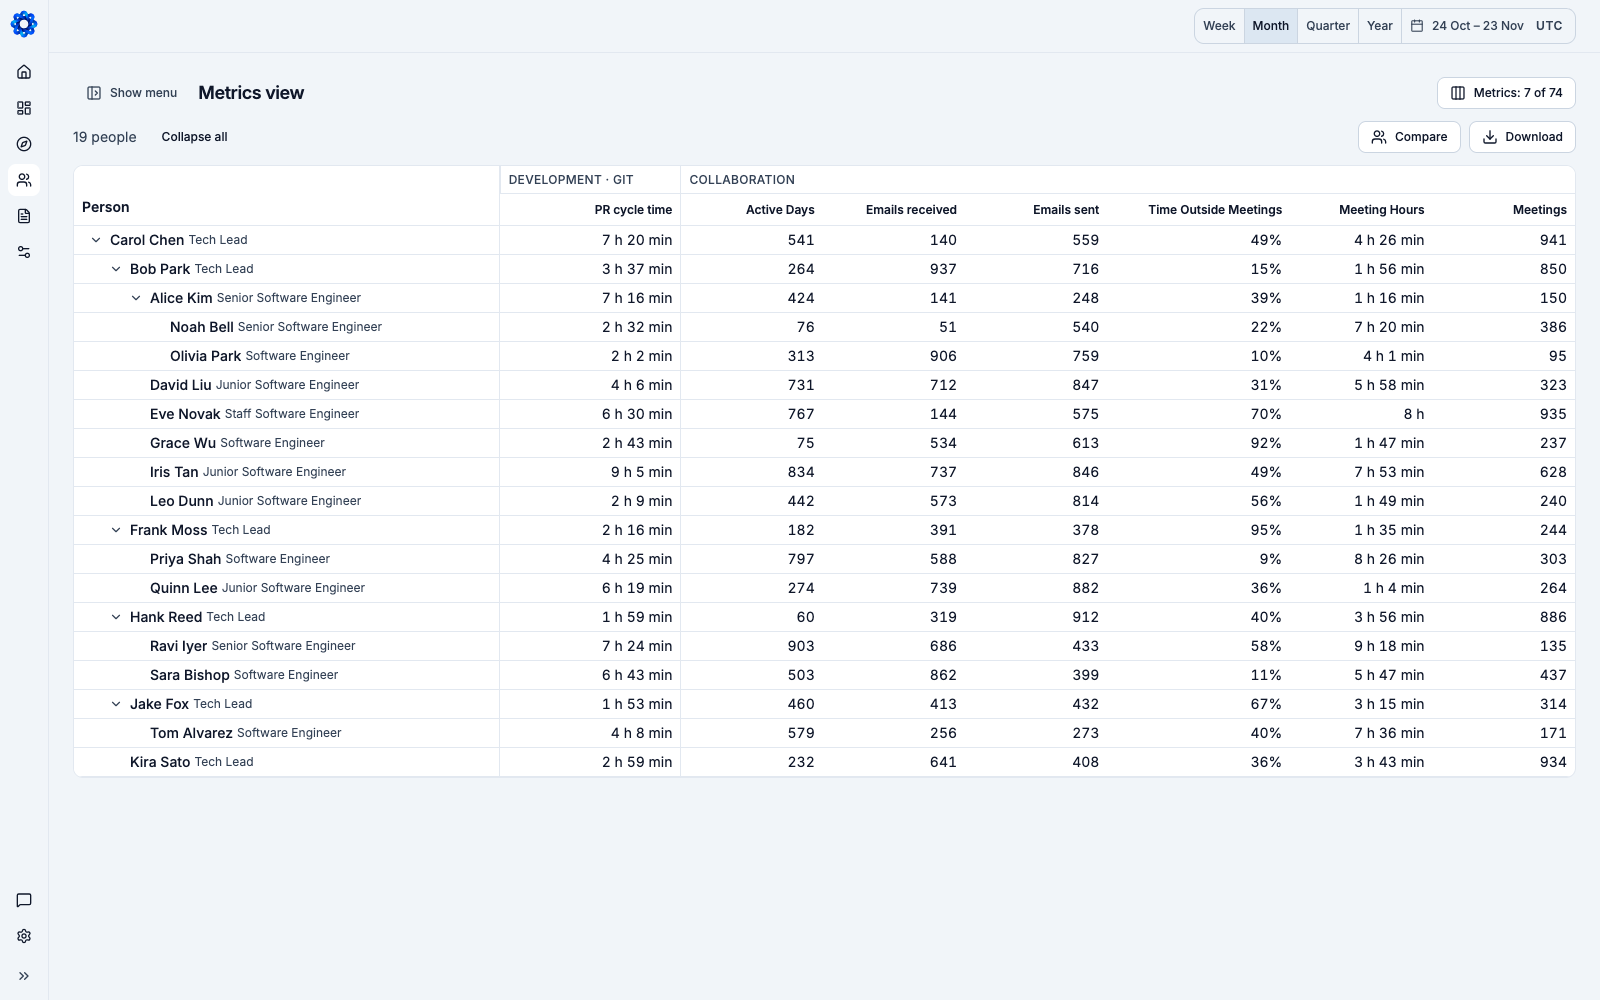 Week Month Quarter Year 24 Oct – 23 Nov UTC
Show menu Metrics view Metrics: 7 of 74
19 people Collapse all Compare Download
DEVELOPMENT · GIT COLLABORATION
Person PR cycle time Active Days Emails received Emails sent Time Outside Meetings Meeting Hours Meetings
Carol Chen Tech Lead 7 h 20 min 541 140 559 49% 4 h 26 min 941
Bob Park Tech Lead 3 h 37 min 264 937 716 15% 1 h 56 min 850
Alice Kim Senior Software Engineer 7 h 16 min 424 141 248 39% 1 h 16 min 150
Noah Bell Senior Software Engineer 2 h 32 min 76 51 540 22% 7 h 20 min 386
Olivia Park Software Engineer 2 h 2 min 313 906 759 10% 4 h 1 min 95
David Liu Junior Software Engineer 4 h 6 min 731 712 847 31% 5 h 58 min 323
Eve Novak Staff Software Engineer 6 h 30 min 767 144 575 70% 8 h 935
Grace Wu Software Engineer 2 h 43 min 75 534 613 92% 1 h 47 min 237
Iris Tan Junior Software Engineer 9 h 5 min 834 737 846 49% 7 h 53 min 628
Leo Dunn Junior Software Engineer 2 h 9 min 442 573 814 56% 1 h 49 min 240
Frank Moss Tech Lead 2 h 16 min 182 391 378 95% 1 h 35 min 244
Priya Shah Software Engineer 4 h 25 min 797 588 827 9% 8 h 26 min 303
Quinn Lee Junior Software Engineer 6 h 19 min 274 739 882 36% 1 h 4 min 264
Hank Reed Tech Lead 1 h 59 min 60 319 912 40% 3 h 56 min 886
Ravi Iyer Senior Software Engineer 7 h 24 min 903 686 433 58% 9 h 18 min 135
Sara Bishop Software Engineer 6 h 43 min 503 862 399 11% 5 h 47 min 437
Jake Fox Tech Lead 1 h 53 min 460 413 432 67% 3 h 15 min 314
Tom Alvarez Software Engineer 4 h 8 min 579 256 273 40% 7 h 36 min 171
Kira Sato Tech Lead 2 h 59 min 232 641 408 36% 3 h 43 min 934